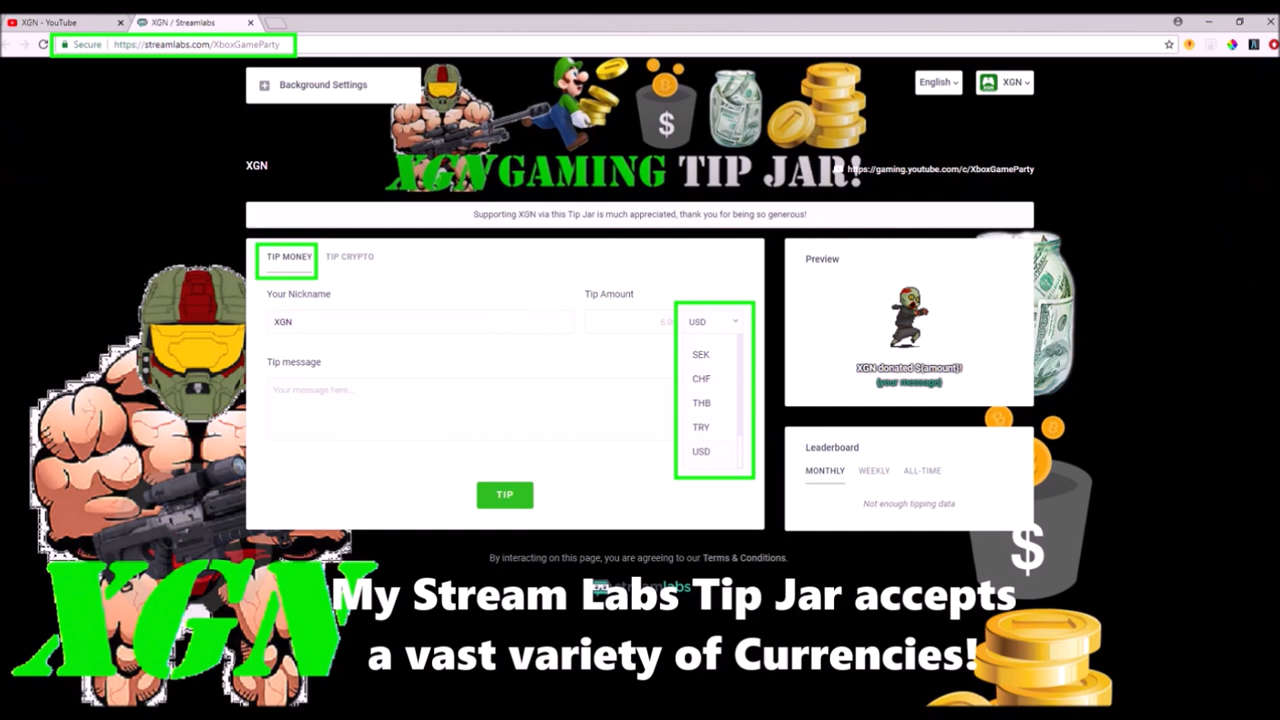 XGN - YouTube
XGN / Streamlabs
Secure
https://streamlabs.com/XboxGameParty
Background Settings
$
English
XGN
XGN
XGN GAMING TIP JAR!
https://gaming.youtube.com/c/XboxGameParty
Supporting XGN via this Tip Jar is much appreciated, thank you for being so generous!
TIP MONEY
TIP CRYPTO
Your Nickname
Tip Amount
XGN
USD
Tip message
Your message here...
SEK
CHF
THB
TRY
USD
TIP
Preview
XGN donated ${amount}!
{your message}
Leaderboard
MONTHLY
WEEKLY
ALL-TIME
Not enough tipping data
By interacting on this page, you are agreeing to our Terms & Conditions.
streamlabs
XGN
$
My Stream Labs Tip Jar accepts
a vast variety of Currencies!